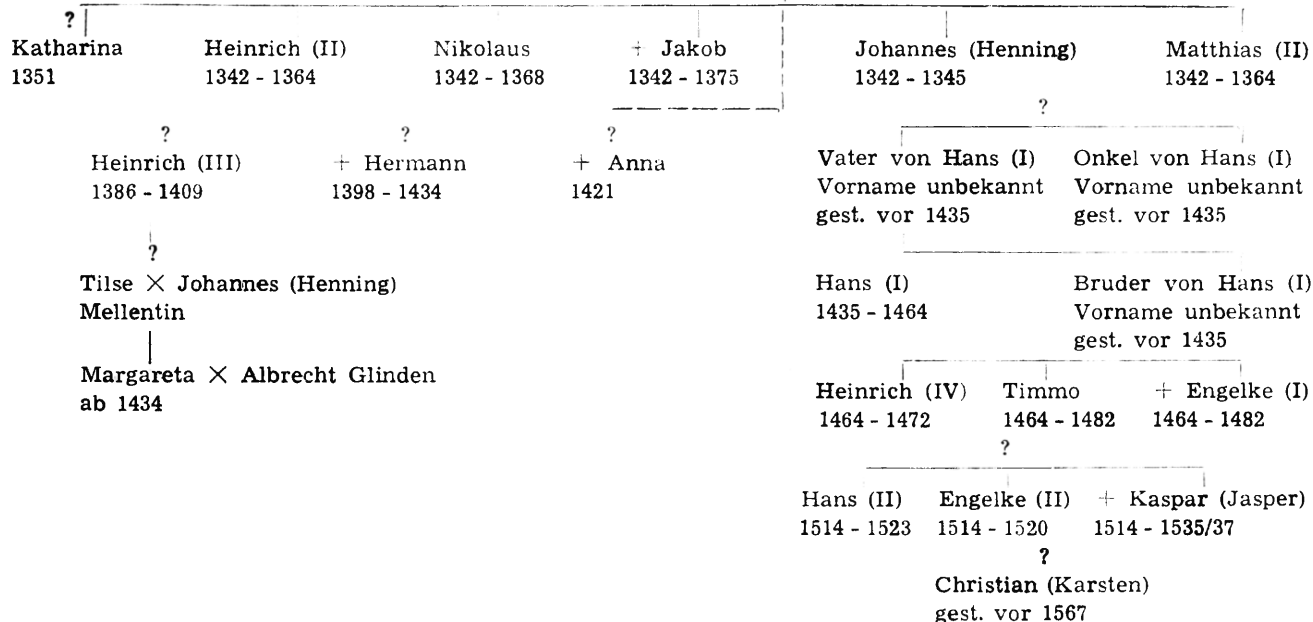 ?
Katharina Heinrich (II) Nikolaus + Jakob Johannes (Henning) Matthias (II)
1351 1342 - 1364 1342 - 1368 1342 - 1375 1342 - 1345 1342 - 1364
?
? ? ?
Heinrich (III) + Hermann + Anna Vater von Hans (I) Onkel von Hans (I)
1386 - 1409 1398 - 1434 1421 Vorname unbekannt Vorname unbekannt
gest. vor 1435 gest. vor 1435
?
Tilse × Johannes (Henning) Hans (I) Bruder von Hans (I)
Mellentin 1435 - 1464 Vorname unbekannt
gest. vor 1435
Margareta × Albrecht Glinden Heinrich (IV) Timmo + Engelke (I)
ab 1434 1464 - 1472 1464 - 1482 1464 - 1482
?
Hans (II) Engelke (II) + Kaspar (Jasper)
1514 - 1523 1514 - 1520 1514 - 1535/37
?
Christian (Karsten)
gest. vor 1567